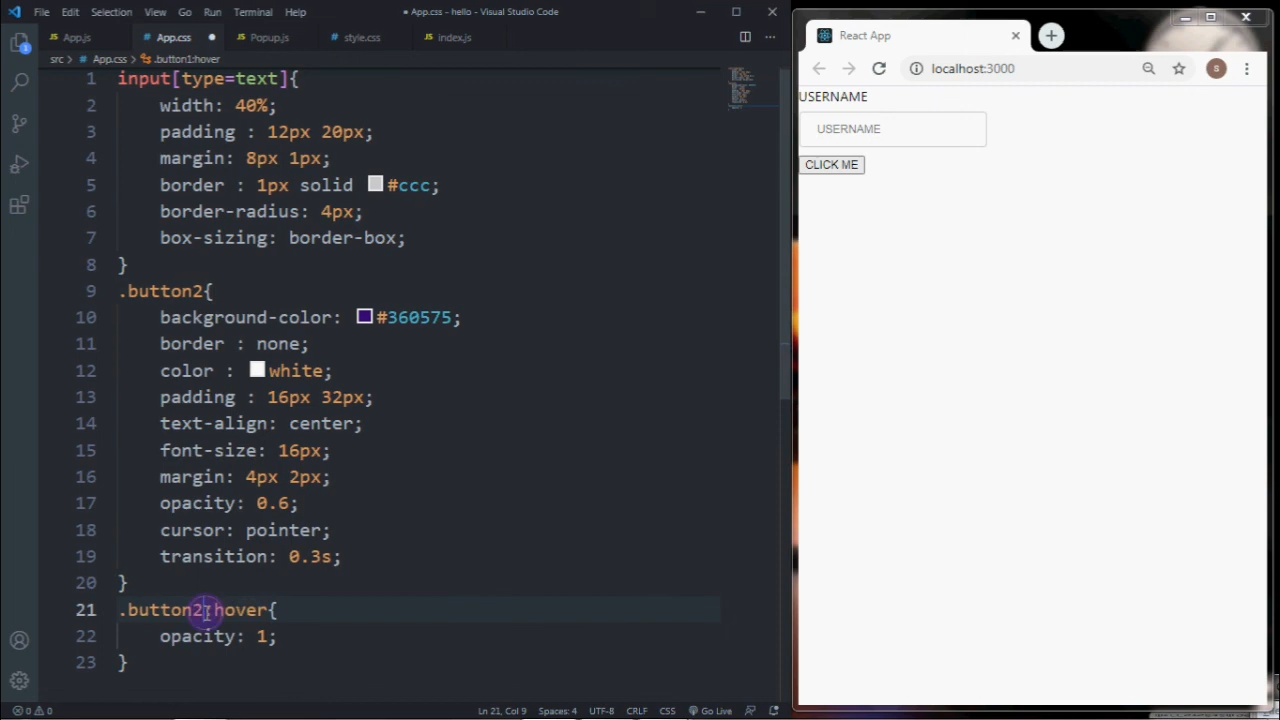 File Edit Selection View Go Run Terminal Help ● App.css - hello - Visual Studio Code
App.js App.css Popup.js style.css index.js
src > App.css > .button1:hover
1 input[type=text]{
2 width: 40%;
3 padding : 12px 20px;
4 margin: 8px 1px;
5 border : 1px solid #ccc;
6 border-radius: 4px;
7 box-sizing: border-box;
8 }
9 .button2{
10 background-color: #360575;
11 border : none;
12 color : white;
13 padding : 16px 32px;
14 text-align: center;
15 font-size: 16px;
16 margin: 4px 2px;
17 opacity: 0.6;
18 cursor: pointer;
19 transition: 0.3s;
20 }
21 .button2:hover{
22 opacity: 1;
23 }
3
0 0 Ln 21, Col 9 Spaces: 4 UTF-8 CRLF CSS Go Live
React App
localhost:3000
S
USERNAME
USERNAME
CLICK ME